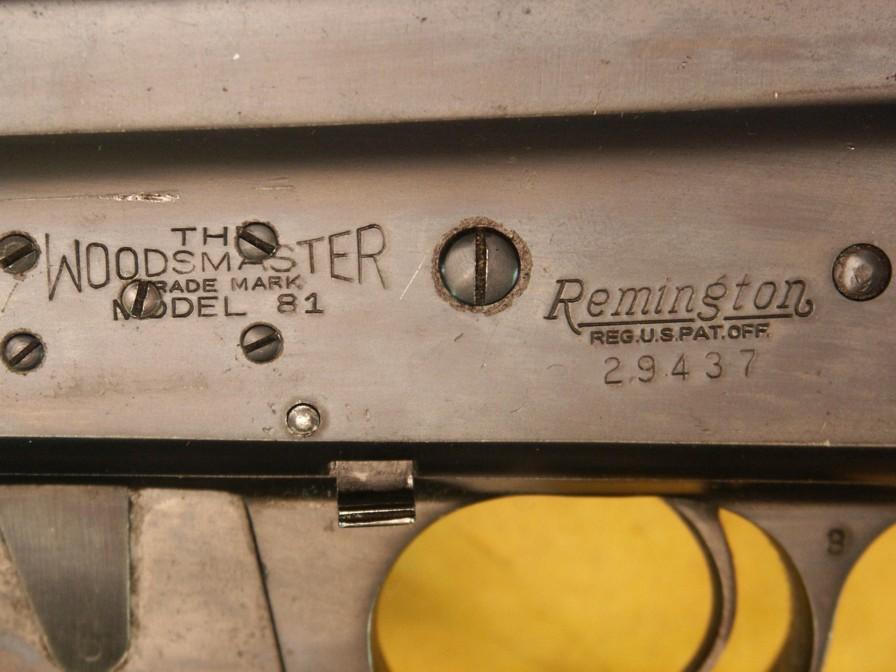 THE
WOODSMASTER
TRADE MARK
MODEL 81
Remington
REG.U.S.PAT.OFF.
29437
8